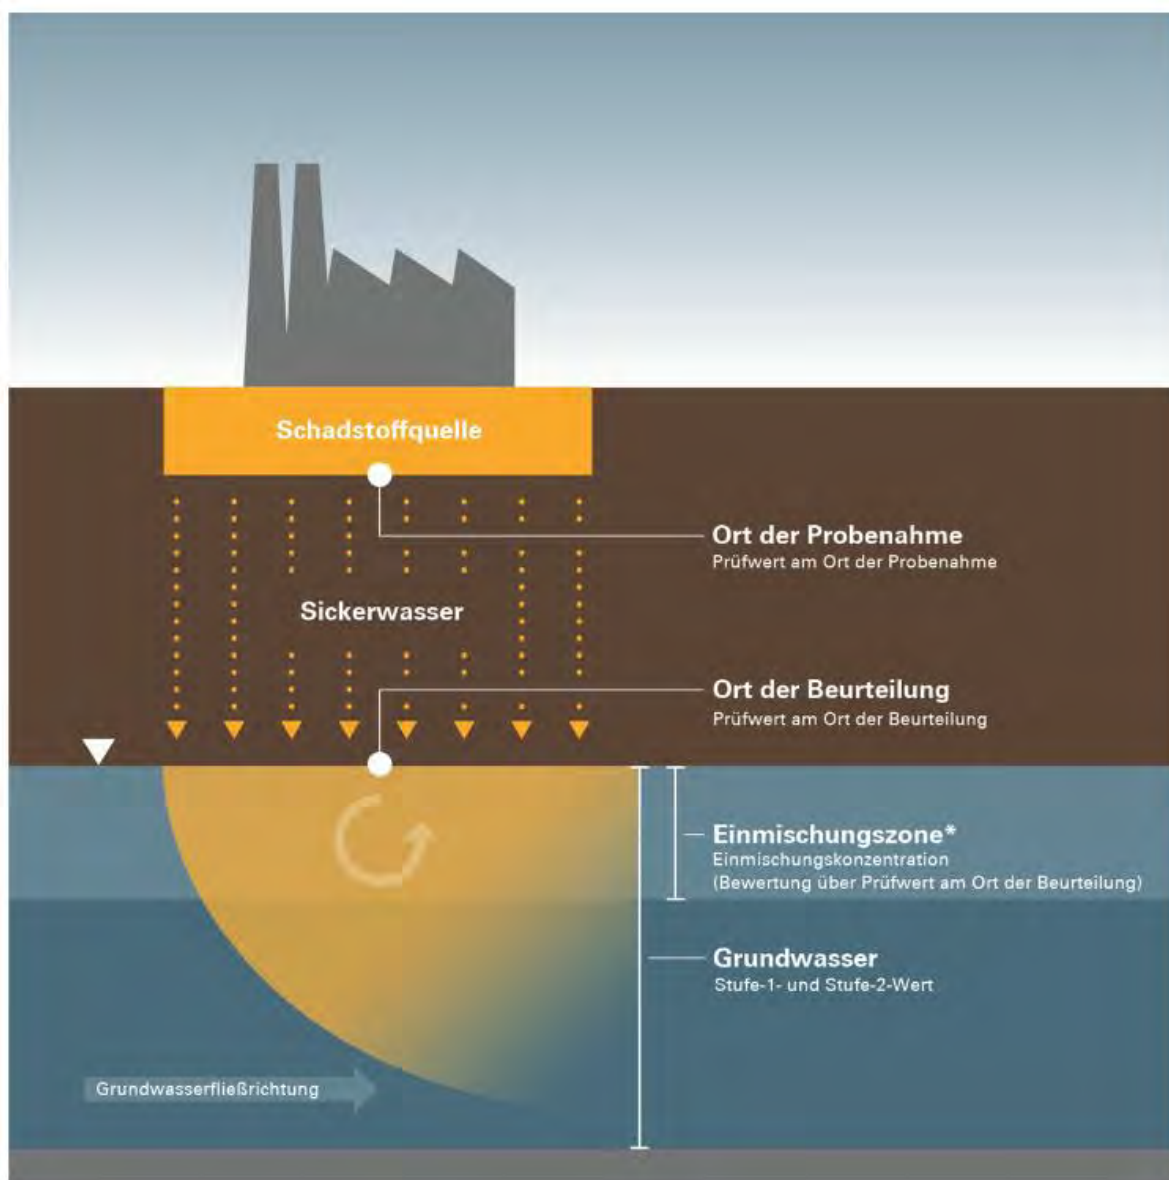 Schadstoffquelle
Ort der Probenahme
Prüfwert am Ort der Probenahme
Sickerwasser
Ort der Beurteilung
Prüfwert am Ort der Beurteilung
Einmischungszone*
Einmischungskonzentration
(Bewertung über Prüfwert am Ort der Beurteilung)
Grundwasser
Stufe-1- und Stufe-2-Wert
Grundwasserfließrichtung